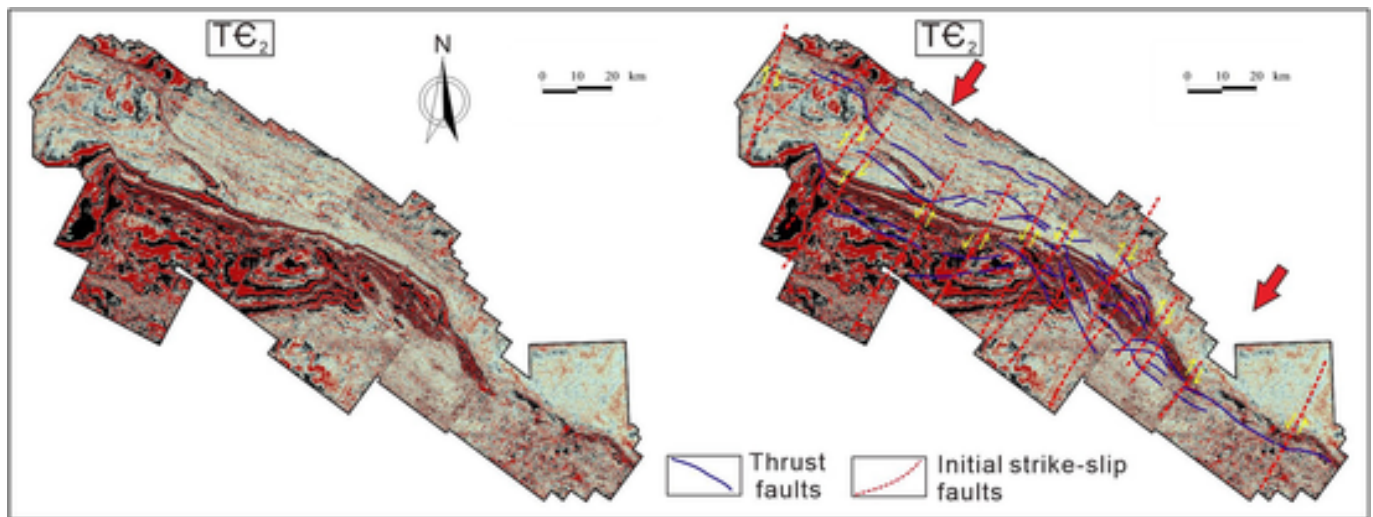 TЄ₂
N
0 10 20 km
TЄ₂
0 10 20 km
Thrust
faults
Initial strike-slip
faults